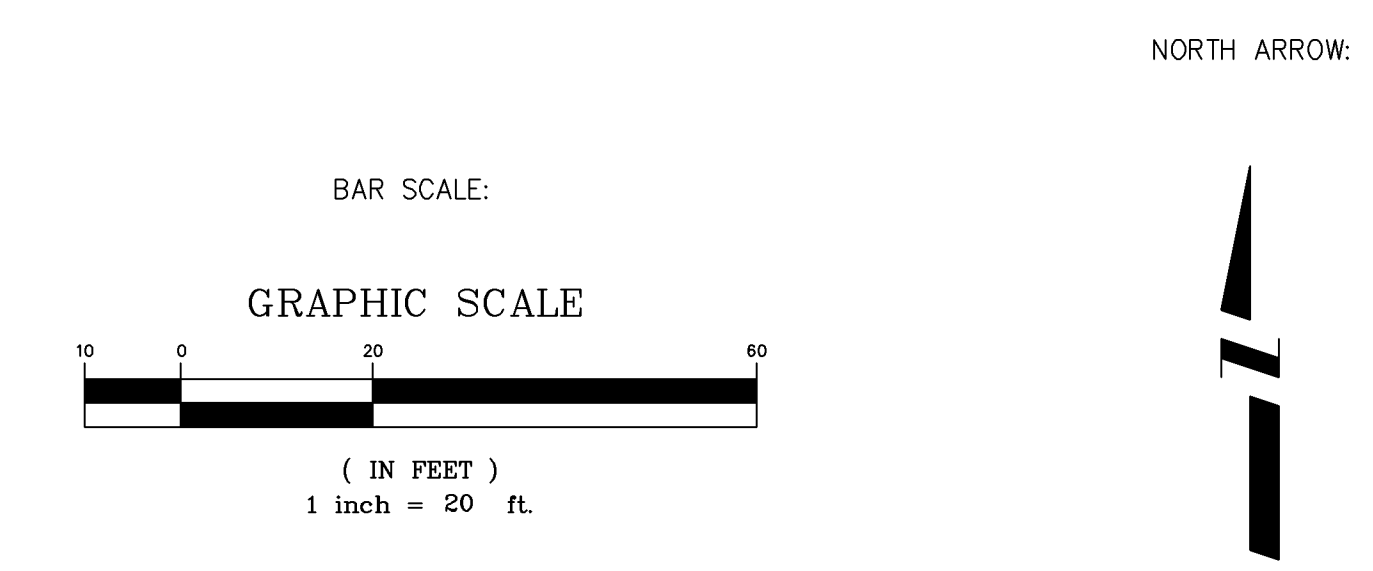 NORTH ARROW:
BAR SCALE:
GRAPHIC SCALE
10 0 20 60
( IN FEET )
1 inch = 20 ft.
N